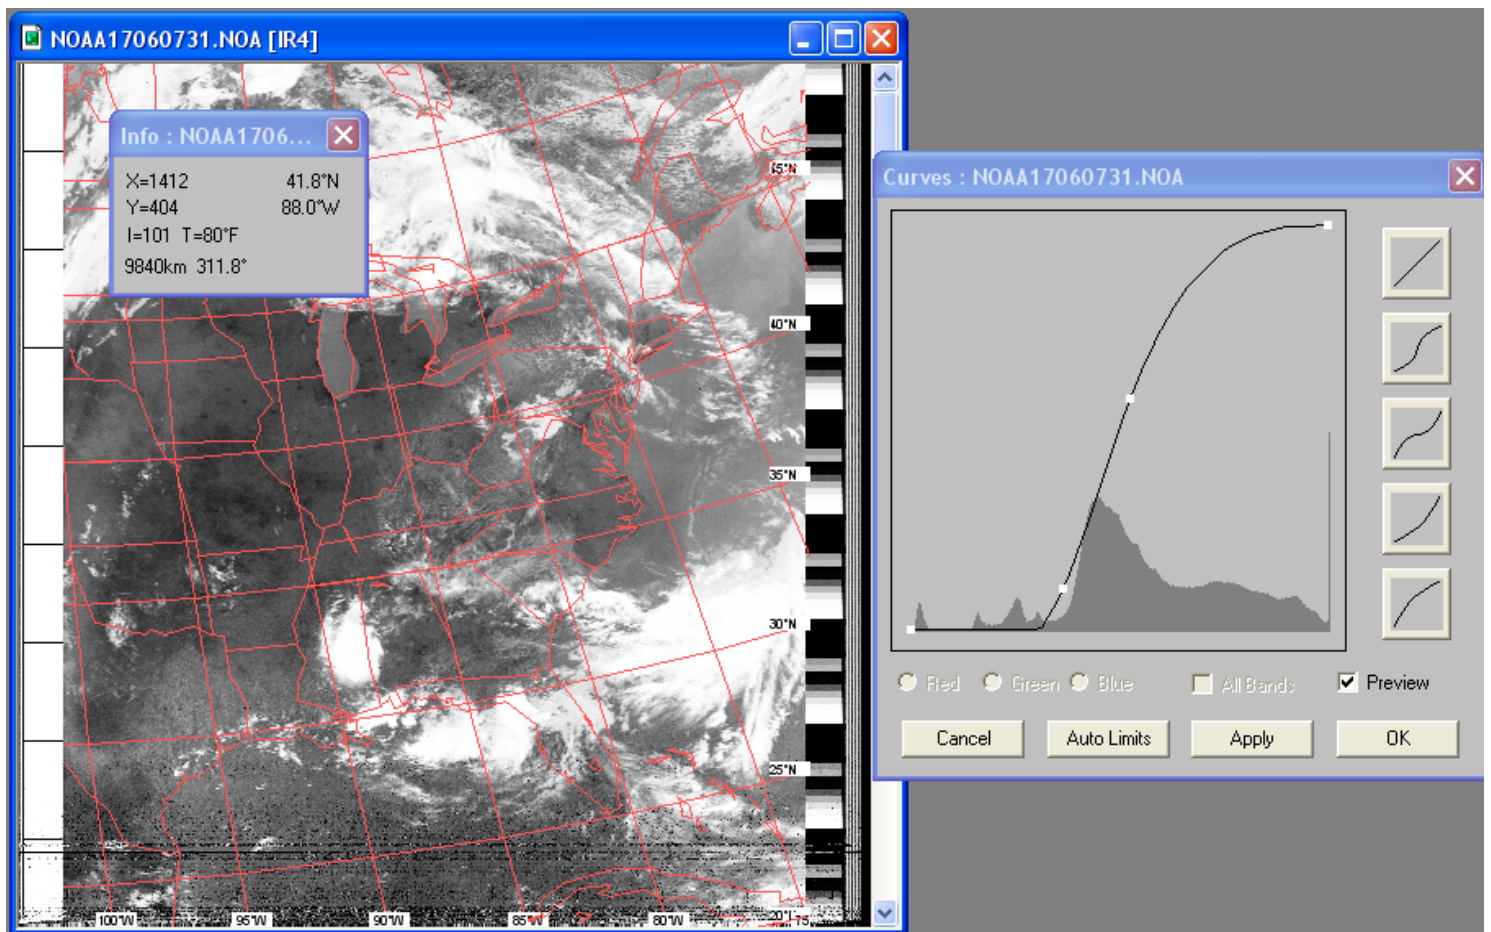 NOAA17060731.NOA [IR4]
Info : NOAA1706...
X=1412 41.8°N
Y=404 88.0°W
I=101 T=80°F
9840km 311.8°
45°N
40°N
35°N
30°N
25°N
20°
100°W 95°W 90°W 85°W 80°W 75
Curves : NOAA17060731.NOA
Red Green Blue All Bands Preview
Cancel Auto Limits Apply OK